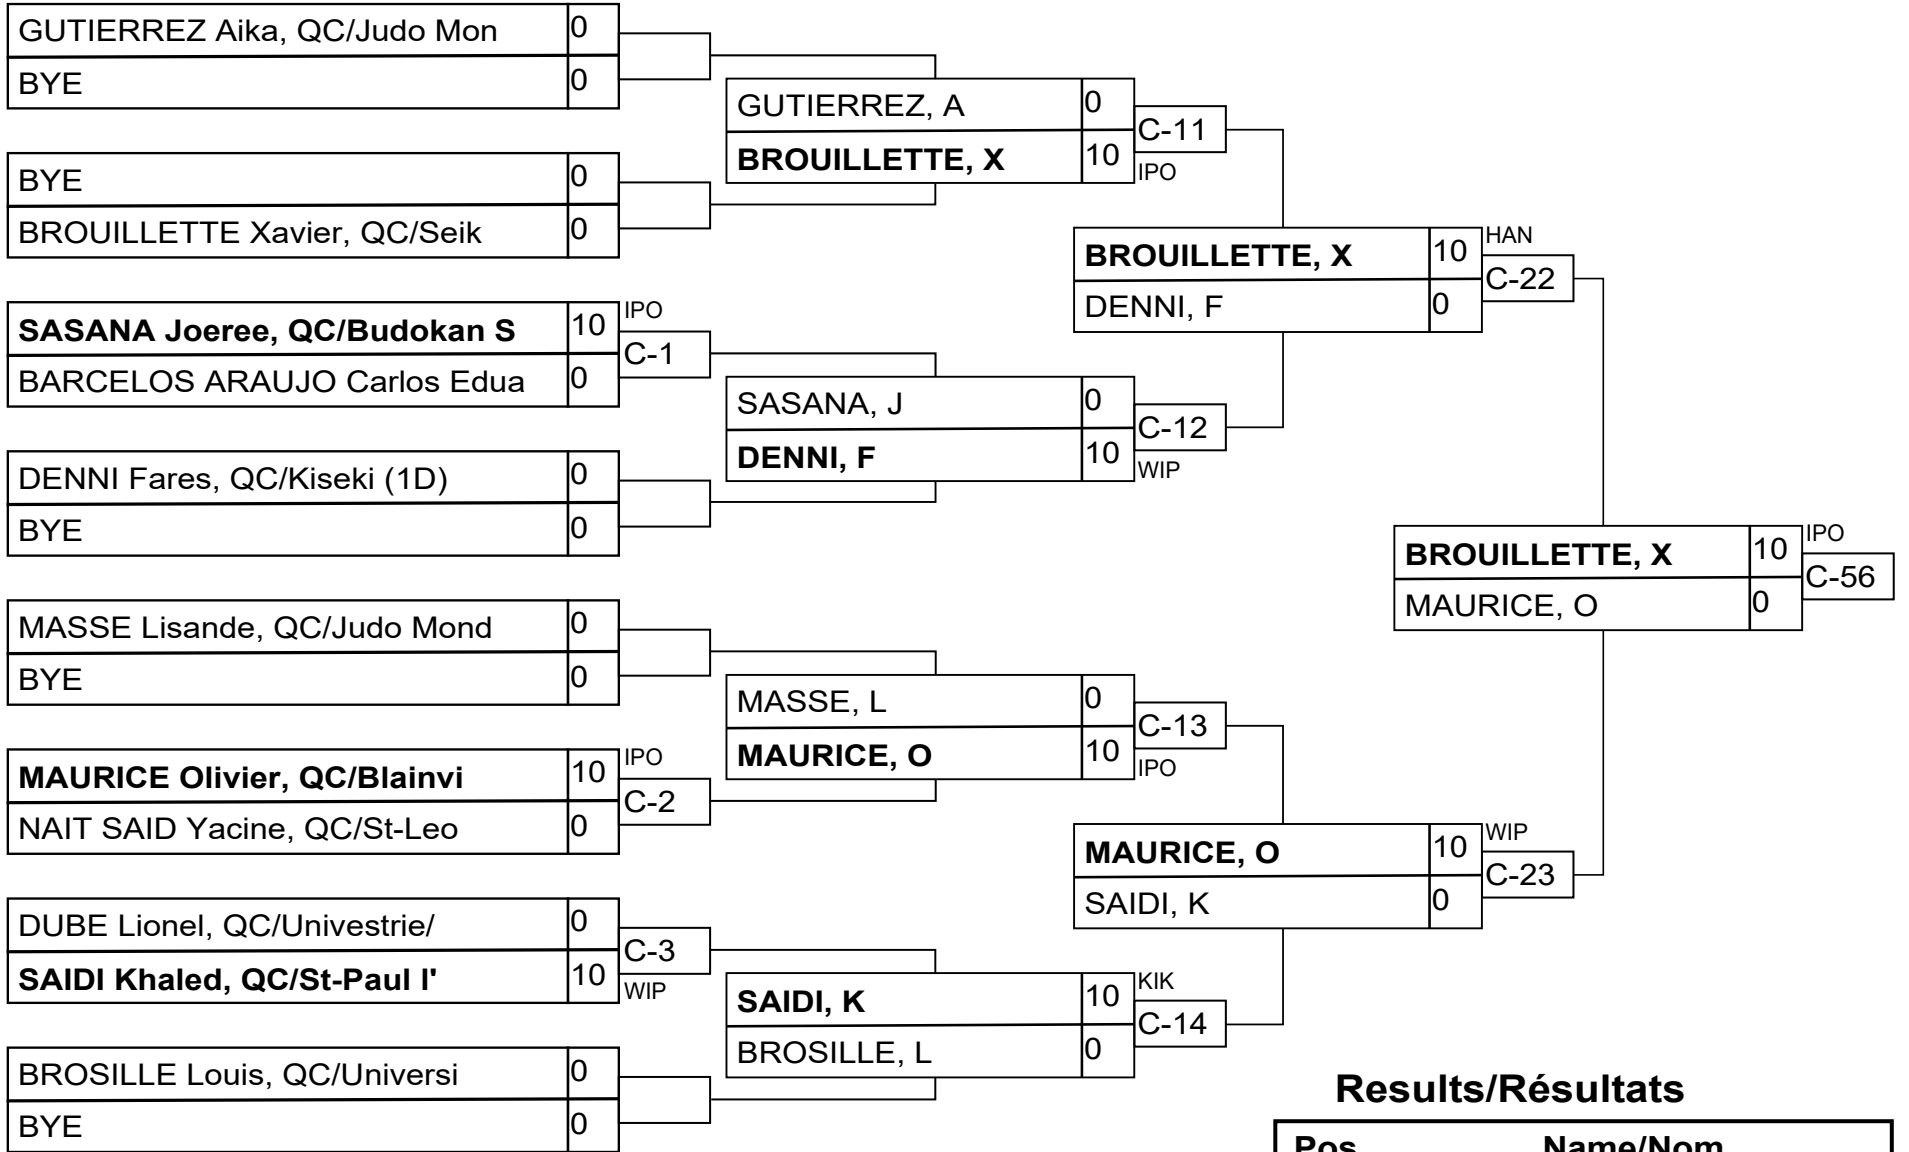 GUTIERREZ Aika, QC/Judo Mon 0
BYE 0
BYE 0
BROUILLETTE Xavier, QC/Seik 0
SASANA Joeree, QC/Budokan S 10 IPO
C-1
BARCELOS ARAUJO Carlos Edua 0
DENNI Fares, QC/Kiseki (1D) 0
BYE 0
MASSE Lisande, QC/Judo Mond 0
BYE 0
MAURICE Olivier, QC/Blainvi 10 IPO
C-2
NAIT SAID Yacine, QC/St-Leo 0
DUBE Lionel, QC/Univestrie/ 0
C-3
SAIDI Khaled, QC/St-Paul l' 10 WIP
BROSILLE Louis, QC/Universi 0
BYE 0
GUTIERREZ, A 0
C-11
BROUILLETTE, X 10 IPO
SASANA, J 0
C-12
DENNI, F 10 WIP
MASSE, L 0
C-13
MAURICE, O 10 IPO
SAIDI, K 10 KIK
C-14
BROSILLE, L 0
BROUILLETTE, X 10 HAN
C-22
DENNI, F 0
MAURICE, O 10 WIP
C-23
SAIDI, K 0
BROUILLETTE, X 10 IPO
C-56
MAURICE, O 0
Results/Résultats
Pos Name/Nom